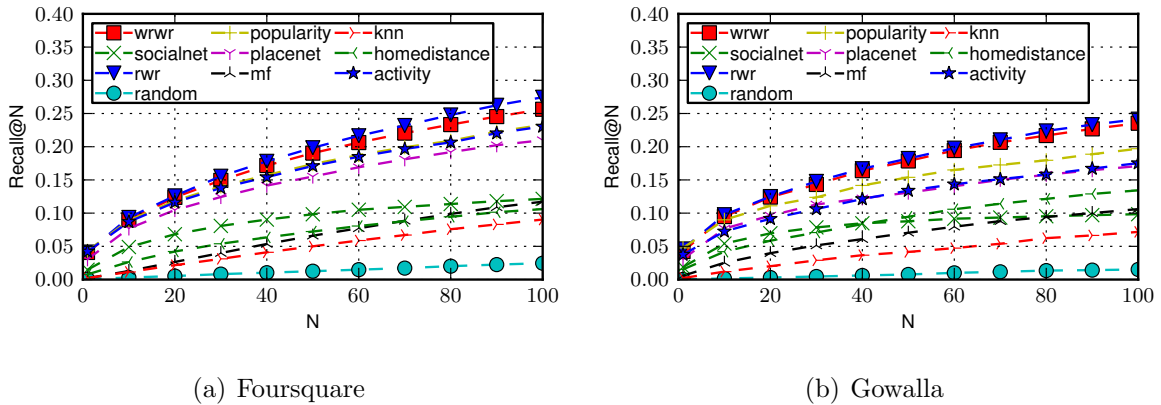 0.40
0.35
0.30
0.25
0.20
0.15
0.10
0.05
0.00
Recall@N
wrwr popularity knn
socialnet placenet homedistance
rwr mf activity
random
0 20 40 60 80 100
N
(a) Foursquare
0.40
0.35
0.30
0.25
0.20
0.15
0.10
0.05
0.00
Recall@N
wrwr popularity knn
socialnet placenet homedistance
rwr mf activity
random
0 20 40 60 80 100
N
(b) Gowalla